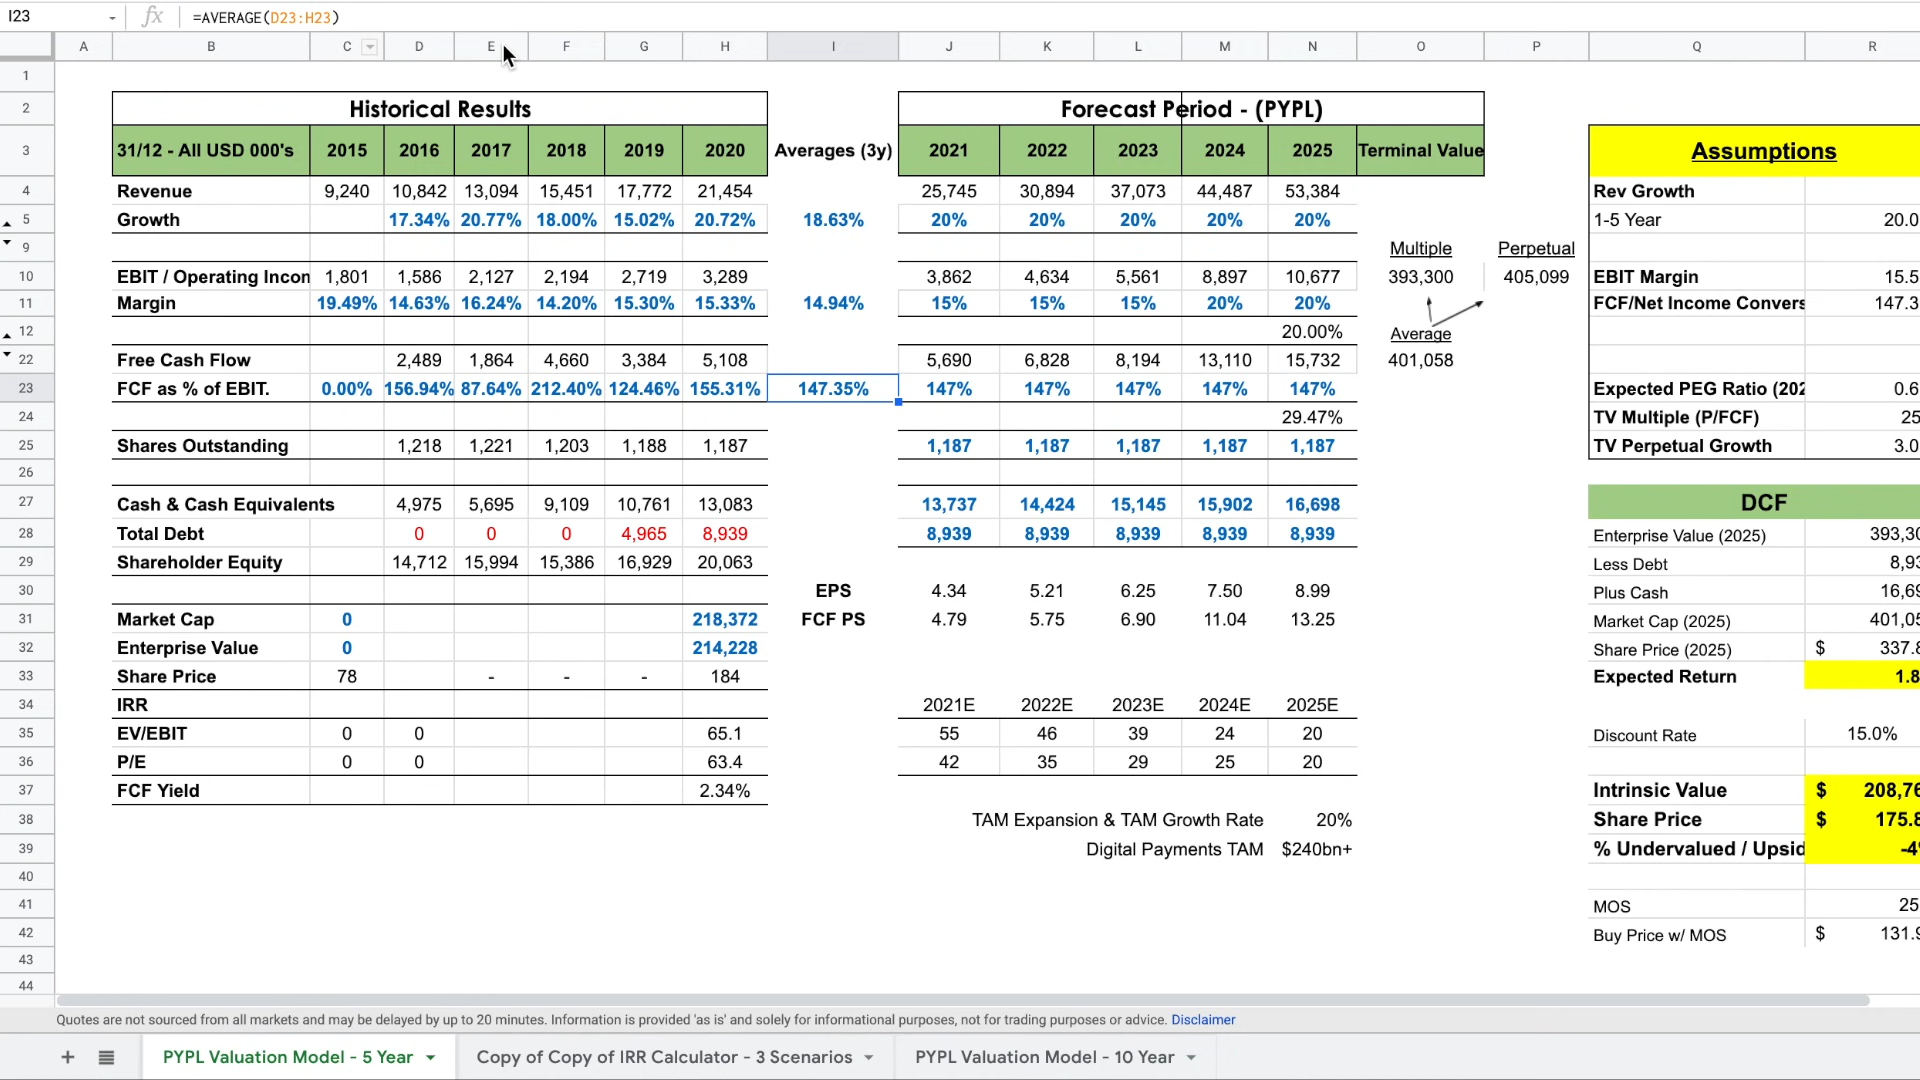 I23 fx =AVERAGE(D23:H23)
A B C D E F G H I J K L M N O P Q R
1
2 Historical Results Forecast Period - (PYPL)
3 31/12 - All USD 000's 2015 2016 2017 2018 2019 2020 Averages (3y) 2021 2022 2023 2024 2025 Terminal Value Assumptions
4 Revenue 9,240 10,842 13,094 15,451 17,772 21,454 25,745 30,894 37,073 44,487 53,384 Rev Growth
5 Growth 17.34% 20.77% 18.00% 15.02% 20.72% 18.63% 20% 20% 20% 20% 20% 1-5 Year 20.0
9 Multiple Perpetual
10 EBIT / Operating Incon 1,801 1,586 2,127 2,194 2,719 3,289 3,862 4,634 5,561 8,897 10,677 393,300 405,099 EBIT Margin 15.5
11 Margin 19.49% 14.63% 16.24% 14.20% 15.30% 15.33% 14.94% 15% 15% 15% 20% 20% FCF/Net Income Convers 147.3
12 20.00% Average
22 Free Cash Flow 2,489 1,864 4,660 3,384 5,108 5,690 6,828 8,194 13,110 15,732 401,058
23 FCF as % of EBIT. 0.00% 156.94% 87.64% 212.40% 124.46% 155.31% 147.35% 147% 147% 147% 147% 147% Expected PEG Ratio (202 0.6
24 29.47% TV Multiple (P/FCF) 25
25 Shares Outstanding 1,218 1,221 1,203 1,188 1,187 1,187 1,187 1,187 1,187 1,187 TV Perpetual Growth 3.0
26
27 Cash & Cash Equivalents 4,975 5,695 9,109 10,761 13,083 13,737 14,424 15,145 15,902 16,698 DCF
28 Total Debt 0 0 0 4,965 8,939 8,939 8,939 8,939 8,939 8,939 Enterprise Value (2025) 393,30
29 Shareholder Equity 14,712 15,994 15,386 16,929 20,063 Less Debt 8,93
30 EPS 4.34 5.21 6.25 7.50 8.99 Plus Cash 16,69
31 Market Cap 0 218,372 FCF PS 4.79 5.75 6.90 11.04 13.25 Market Cap (2025) 401,05
32 Enterprise Value 0 214,228 Share Price (2025) $ 337.8
33 Share Price 78 - - - 184 Expected Return 1.8
34 IRR 2021E 2022E 2023E 2024E 2025E
35 EV/EBIT 0 0 65.1 55 46 39 24 20 Discount Rate 15.0%
36 P/E 0 0 63.4 42 35 29 25 20
37 FCF Yield 2.34% Intrinsic Value $ 208,76
38 TAM Expansion & TAM Growth Rate 20% Share Price $ 175.8
39 Digital Payments TAM $240bn+ % Undervalued / Upsid -4
40
41 MOS 25
42 Buy Price w/ MOS $ 131.9
43
44
Quotes are not sourced from all markets and may be delayed by up to 20 minutes. Information is provided 'as is' and solely for informational purposes, not for trading purposes or advice. Disclaimer
+ PYPL Valuation Model - 5 Year Copy of Copy of IRR Calculator - 3 Scenarios PYPL Valuation Model - 10 Year